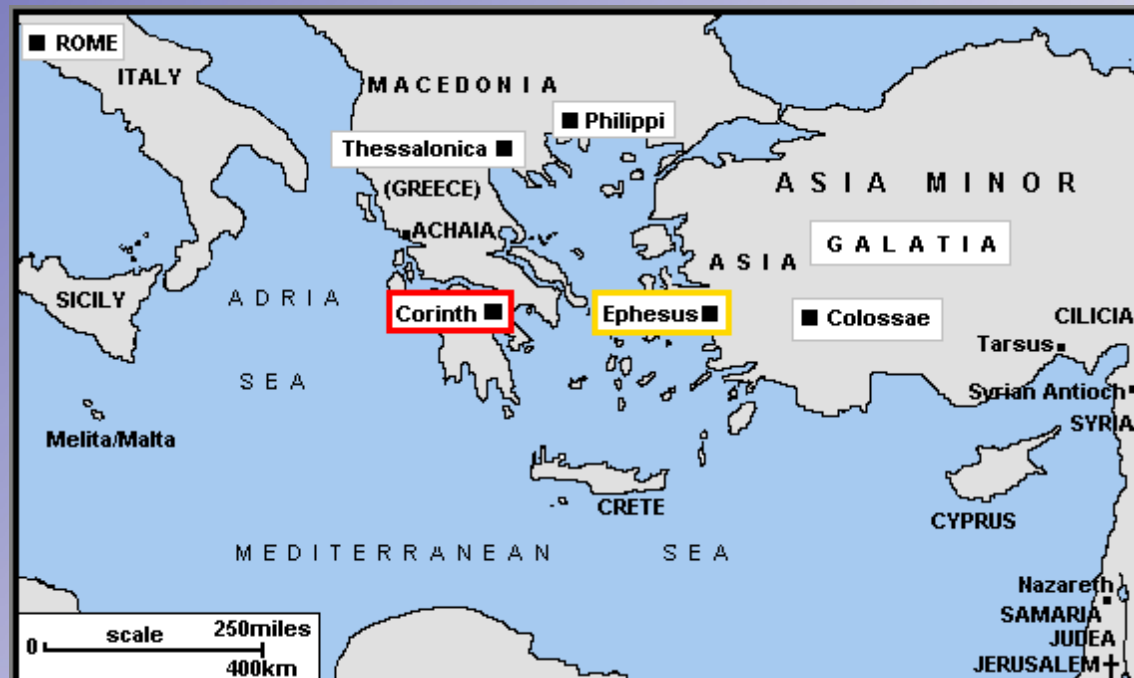 ■ ROME
ITALY
MACEDONIA
■ Philippi
Thessalonica ■
(GREECE)
ASIA MINOR
ACHAIA
GALATIA
ASIA
SICILY
ADRIA
Corinth ■
Ephesus ■
■ Colossae
CILICIA
Tarsus
SEA
Syrian Antioch
SYRIA
Melita/Malta
CRETE
CYPRUS
MEDITERRANEAN SEA
Nazareth
SAMARIA
JUDEA
JERUSALEM
0 scale 250miles
400km